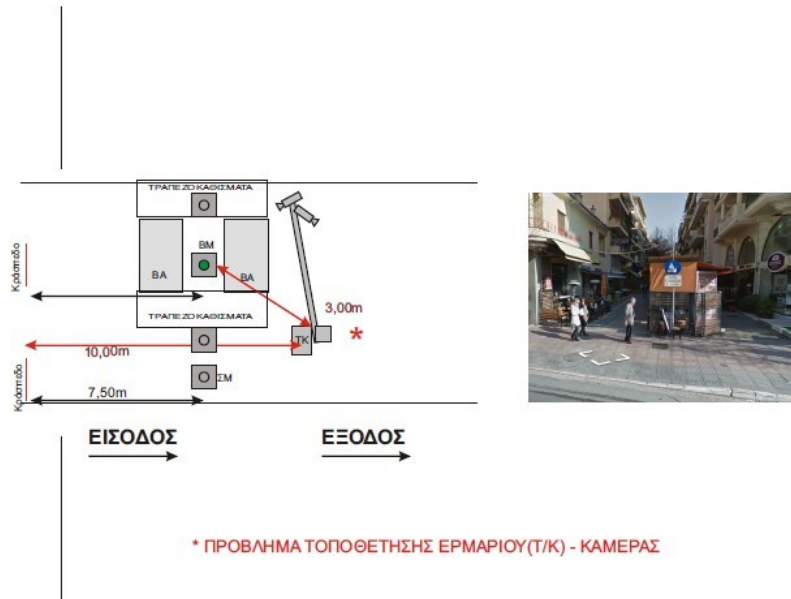 ΤΡΑΠΕΖΟΚΑΘΙΣΜΑΤΑ
ΒΜ
ΒΑ
ΒΑ
Κράσπεδο
3,00m
ΤΡΑΠΕΖΟΚΑΘΙΣΜΑΤΑ
ΤΚ
*
10,00m
Κράσπεδο
ΣΜ
7,50m
ΕΙΣΟΔΟΣ
ΕΞΟΔΟΣ
* ΠΡΟΒΛΗΜΑ ΤΟΠΟΘΕΤΗΣΗΣ ΕΡΜΑΡΙΟΥ(Τ/Κ) - ΚΑΜΕΡΑΣ